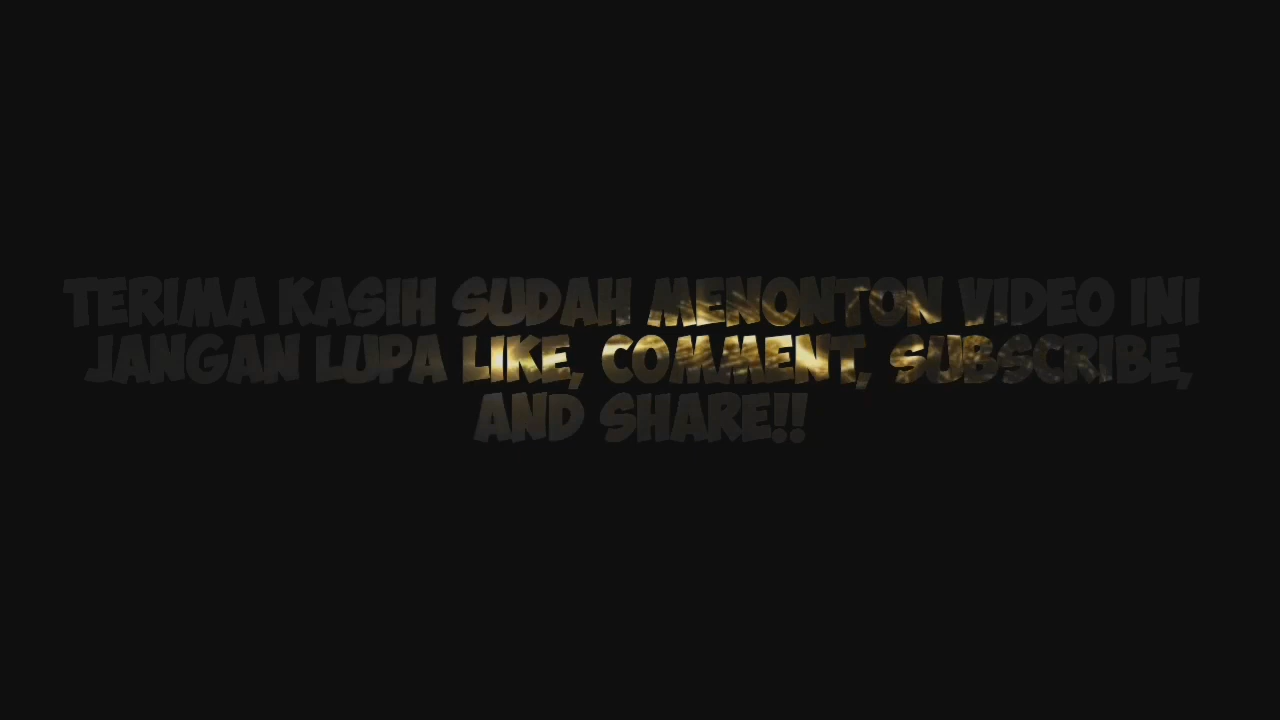 TERIMA KASIH SUDAH MENONTON VIDEO INI
JANGAN LUPA LIKE, COMMENT, SUBSCRIBE,
AND SHARE!!